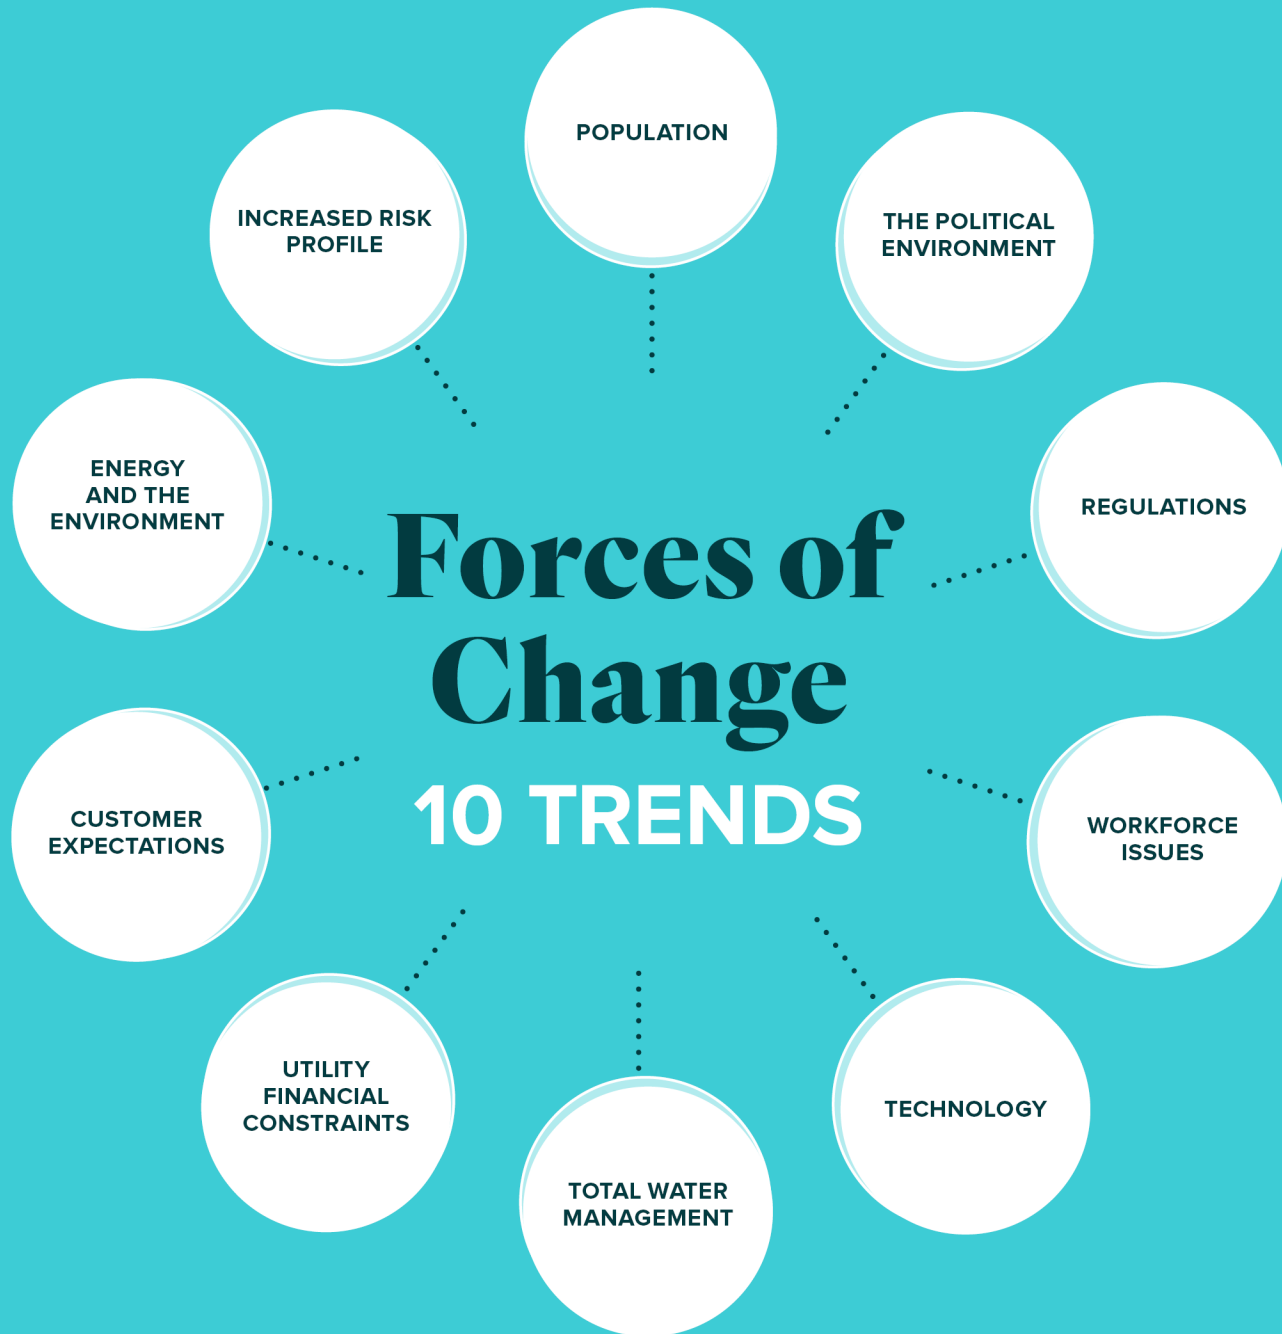 POPULATION
THE POLITICAL
ENVIRONMENT
REGULATIONS
WORKFORCE
ISSUES
TECHNOLOGY
TOTAL WATER
MANAGEMENT
UTILITY
FINANCIAL
CONSTRAINTS
CUSTOMER
EXPECTATIONS
ENERGY
AND THE
ENVIRONMENT
INCREASED RISK
PROFILE
Forces of
Change
10 TRENDS